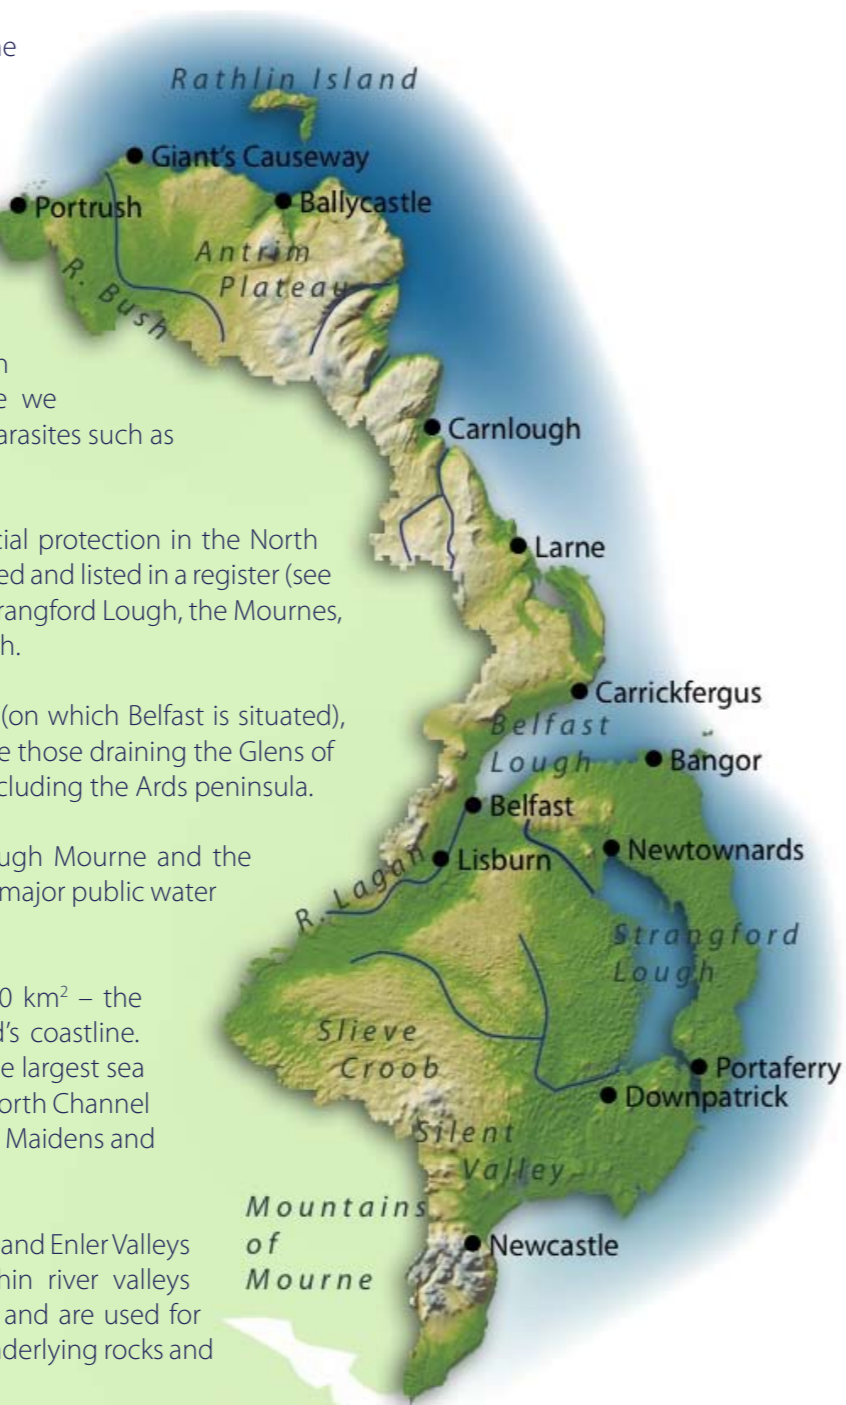 ne
Rathlin Island
Giant's Causeway
Portrush
Ballycastle
Antrim
Plateau
R. Bush
n
e we
arasites such as
Carnlough
cial protection in the North
Larne
ed and listed in a register (see
rangford Lough, the Mournes,
h.
Carrickfergus
(on which Belfast is situated),
Belfast
Lough
e those draining the Glens of
Bangor
cluding the Ards peninsula.
Belfast
ough Mourne and the
Lisburn
Newtownards
major public water
R. Lagan
Strangford
Lough
0 km² – the
d's coastline.
Slieve
Croob
e largest sea
Portaferry
orth Channel
Downpatrick
Maidens and
Silent
Valley
Mountains
of
Mourne
and Enler Valleys
Newcastle
hin river valleys
and are used for
nderlying rocks and